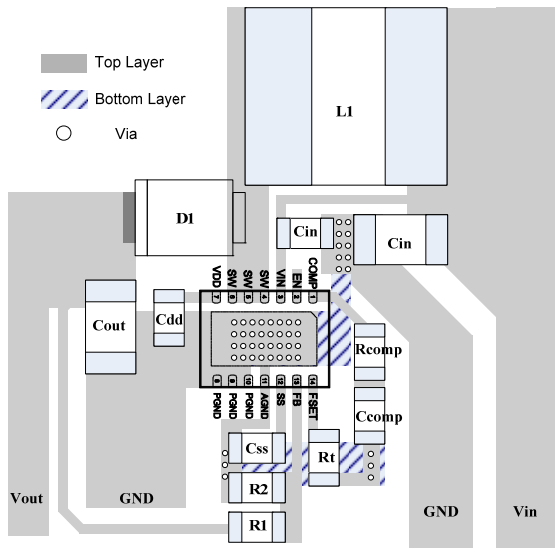 Top Layer
Bottom Layer
Via
L1
D1
Cin
Cin
VDD SW SW SW VIN EN COMP
7 6 5 4 3 2 1
Cout
Cdd
Rcomp
8 9 10 11 12 13 14
PGND PGND PGND AGND SS FB FSET
Ccomp
Css
Rt
R2
R1
Vout
GND
GND
Vin